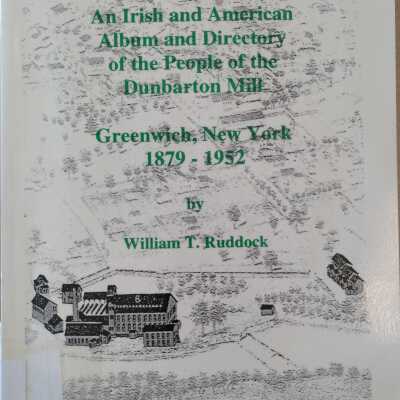 An Irish and American
Album and Directory
of the People of the
Dunbarton Mill
Greenwich, New York
1879 - 1952
by
William T. Ruddock
8